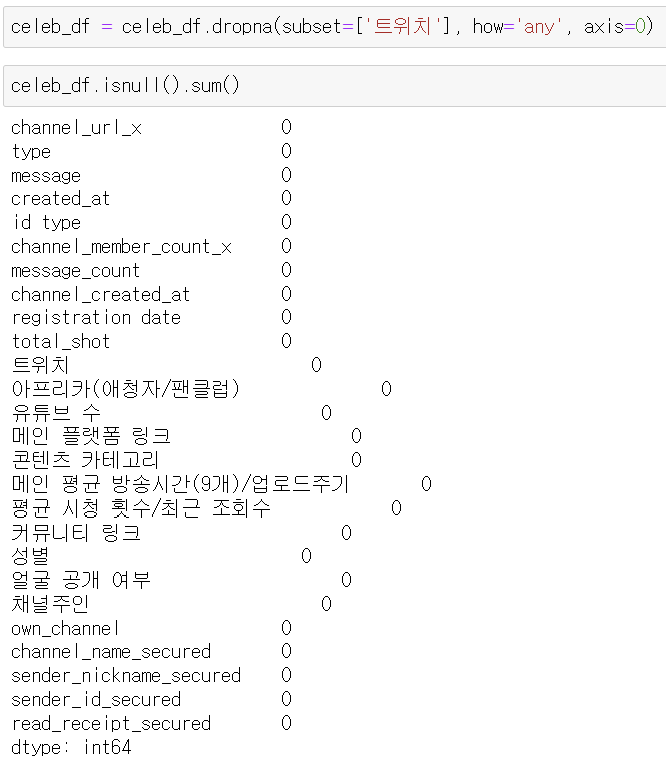 celeb_df = celeb_df.dropna(subset=['트위치'], how='any', axis=0)
celeb_df.isnull().sum()
channel_url_x 0
type 0
message 0
created_at 0
id type 0
channel_member_count_x 0
message_count 0
channel_created_at 0
registration date 0
total_shot 0
트위치 0
아프리카(애청자/팬클럽) 0
유튜브 수 0
메인 플랫폼 링크 0
콘텐츠 카테고리 0
메인 평균 방송시간(9개)/업로드주기 0
평균 시청 횟수/최근 조회수 0
커뮤니티 링크 0
성별 0
얼굴 공개 여부 0
채널주인 0
own_channel 0
channel_name_secured 0
sender_nickname_secured 0
sender_id_secured 0
read_receipt_secured 0
dtype: int64